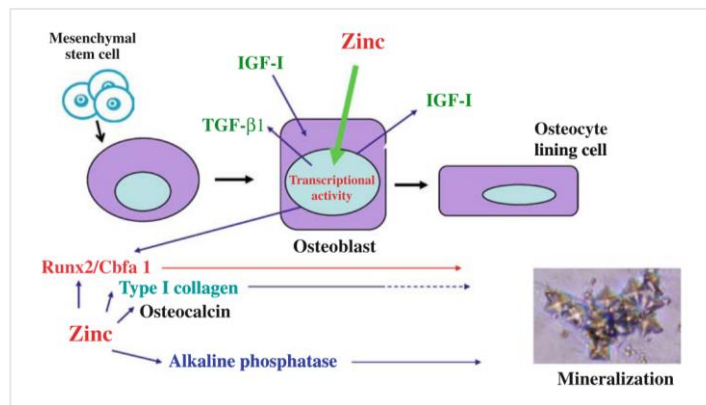 Mesenchymal
stem cell
Zinc
IGF-I
IGF-I
TGF-β1
Osteocyte
lining cell
Transcriptional
activity
Osteoblast
Runx2/Cbfa 1
Type I collagen
Osteocalcin
Zinc
Alkaline phosphatase
Mineralization